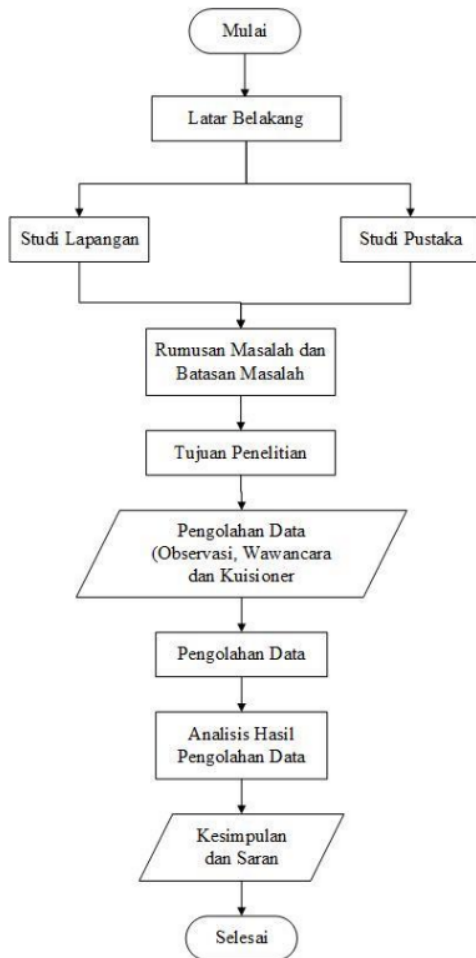 Mulai
Latar Belakang
Studi Lapangan
Studi Pustaka
Rumusan Masalah dan
Batasan Masalah
Tujuan Penelitian
Pengolahan Data
(Observasi, Wawancara
dan Kuisioner
Pengolahan Data
Analisis Hasil
Pengolahan Data
Kesimpulan
dan Saran
Selesai